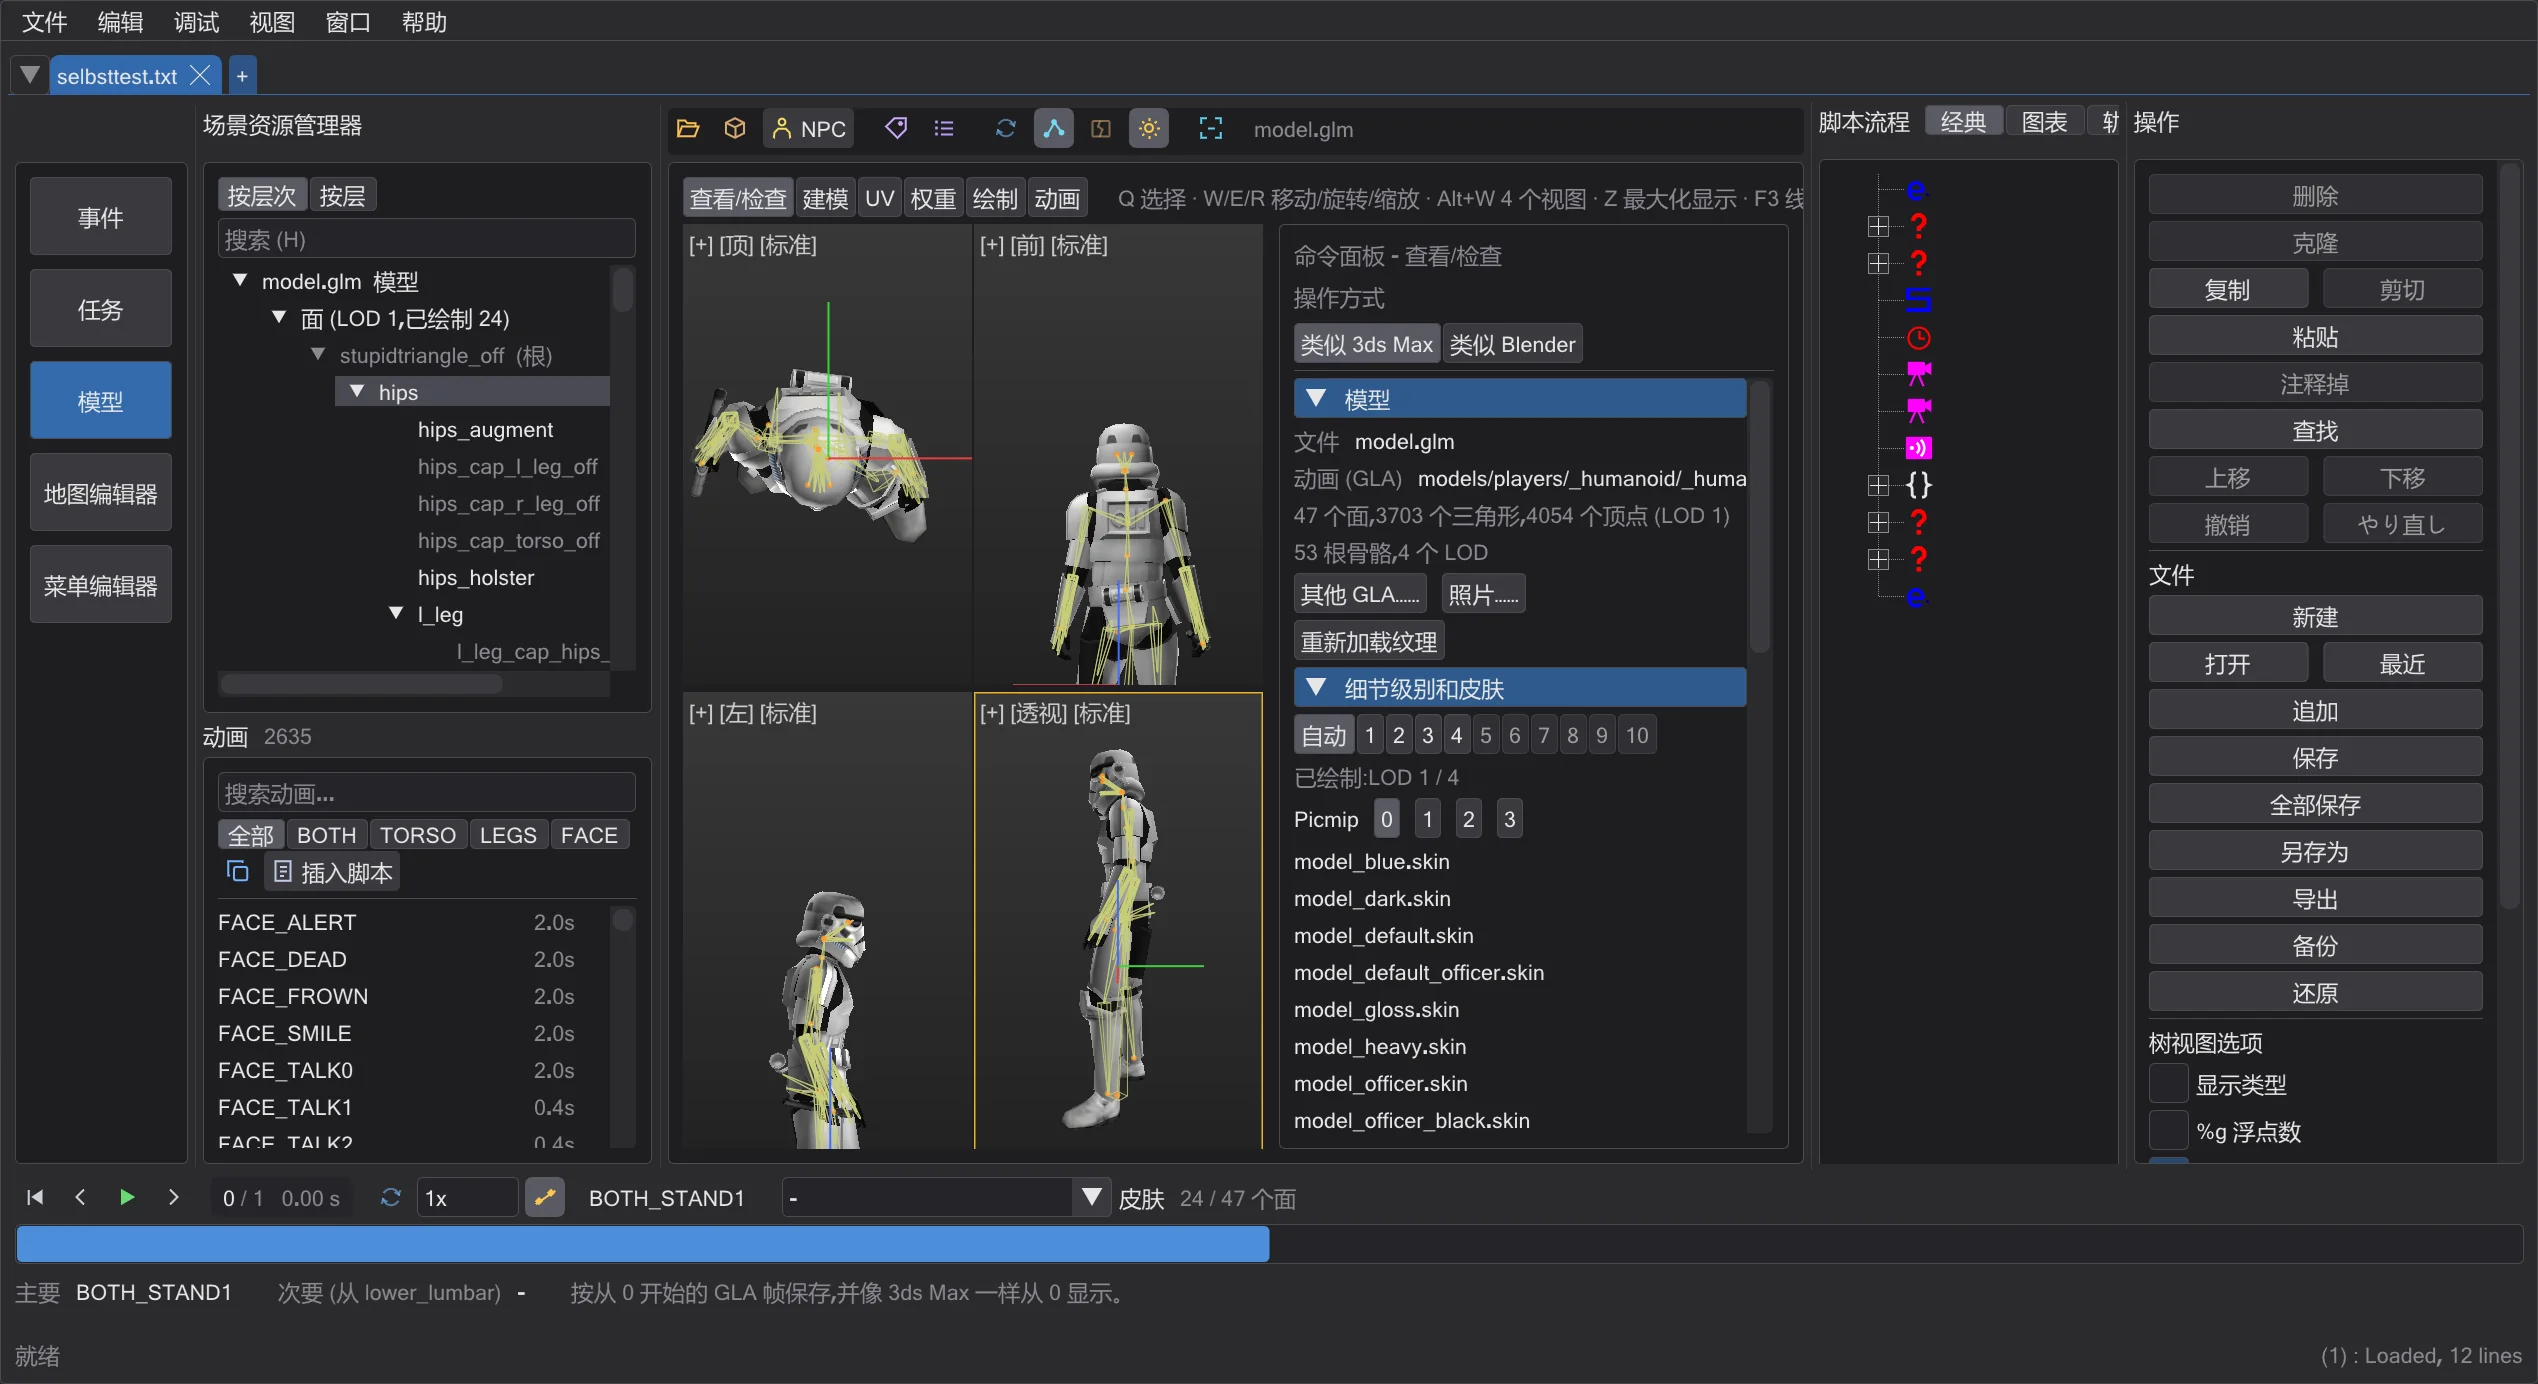 文件 编辑 调试 视图 窗口 帮助
selbsttest.txt +
场景资源管理器
事件
任务
模型
地图编辑器
菜单编辑器
按层次 按层
搜索 (H)
model.glm 模型
面 (LOD 1,已绘制 24)
stupidtriangle_off (根)
hips
hips_augment
hips_cap_l_leg_off
hips_cap_r_leg_off
hips_cap_torso_off
hips_holster
l_leg
l_leg_cap_hips_
动画 2635
搜索动画...
全部 BOTH TORSO LEGS FACE
插入脚本
FACE_ALERT 2.0s
FACE_DEAD 2.0s
FACE_FROWN 2.0s
FACE_SMILE 2.0s
FACE_TALK0 2.0s
FACE_TALK1 0.4s
FACE_TALK2 0.4s
NPC model.glm
查看/检查 建模 UV 权重 绘制 动画 Q 选择 · W/E/R 移动/旋转/缩放 · Alt+W 4 个视图 · Z 最大化显示 · F3 线
[+] [顶] [标准]
[+] [前] [标准]
[+] [左] [标准]
[+] [透视] [标准]
命令面板 - 查看/检查
操作方式
类似 3ds Max 类似 Blender
模型
文件 model.glm
动画 (GLA) models/players/_humanoid/_huma
47 个面,3703 个三角形,4054 个顶点 (LOD 1)
53 根骨骼,4 个 LOD
其他 GLA...... 照片......
重新加载纹理
细节级别和皮肤
自动 1 2 3 4 5 6 7 8 9 10
已绘制:LOD 1 / 4
Picmip 0 1 2 3
model_blue.skin
model_dark.skin
model_default.skin
model_default_officer.skin
model_gloss.skin
model_heavy.skin
model_officer.skin
model_officer_black.skin
脚本流程 经典 图表 轨
e
?
?
S
{}
?
?
e
操作
删除
克隆
复制 剪切
粘贴
注释掉
查找
上移 下移
撤销 やり直し
文件
新建
打开 最近
追加
保存
全部保存
另存为
导出
备份
还原
树视图选项
显示类型
%g 浮点数
0 / 1 0.00 s 1x BOTH_STAND1 - 皮肤 24 / 47 个面
主要 BOTH_STAND1 次要 (从 lower_lumbar) - 按从 0 开始的 GLA 帧保存,并像 3ds Max 一样从 0 显示。
就绪 (1) : Loaded, 12 lines